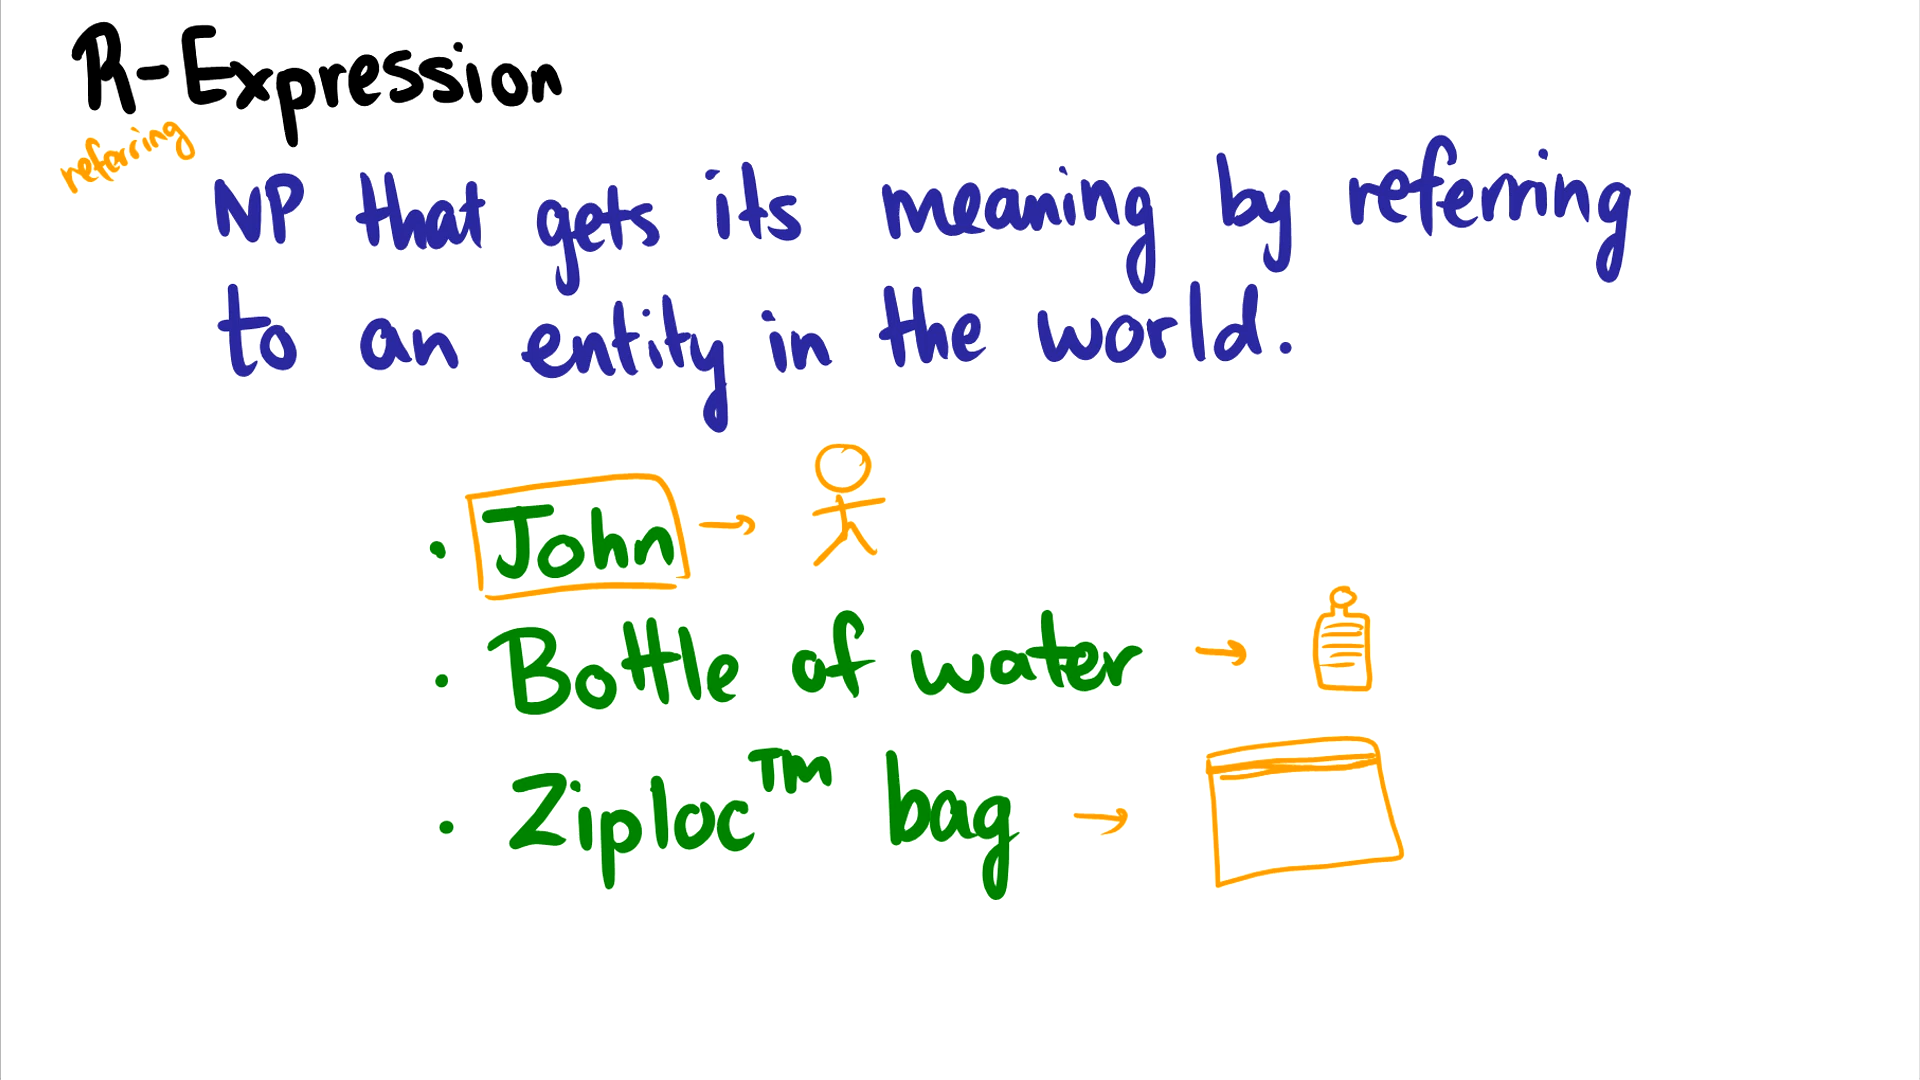 R-Expression
referring
NP that gets its meaning by referring
to an entity in the world.
• John →
• Bottle of water →
• Ziploc™ bag →